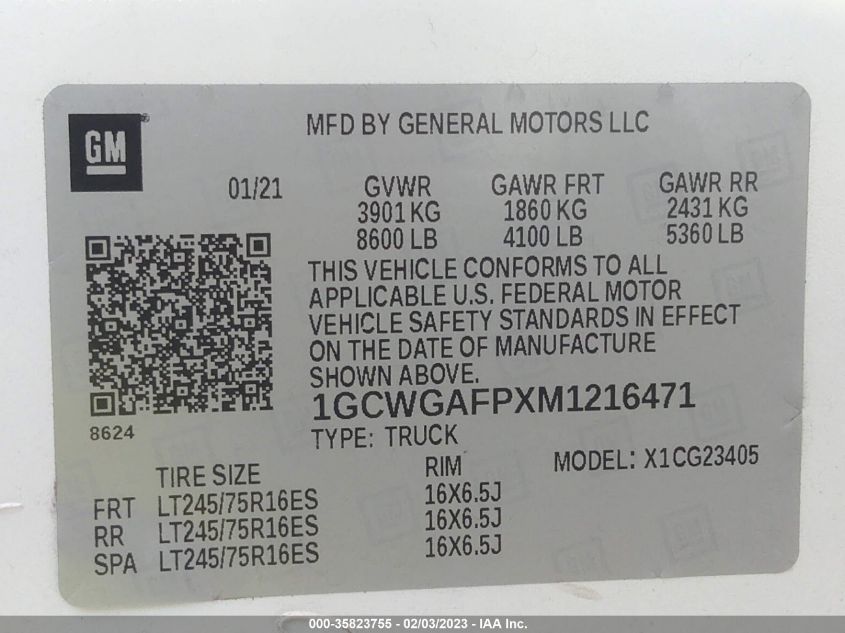 GM
MFD BY GENERAL MOTORS LLC
01/21
GVWR GAWR FRT GAWR RR
3901 KG 1860 KG 2431 KG
8600 LB 4100 LB 5360 LB
THIS VEHICLE CONFORMS TO ALL
APPLICABLE U.S. FEDERAL MOTOR
VEHICLE SAFETY STANDARDS IN EFFECT
ON THE DATE OF MANUFACTURE
SHOWN ABOVE.
1GCWGAFPXM1216471
8624
TYPE: TRUCK
MODEL: X1CG23405
TIRE SIZE RIM
FRT LT245/75R16ES 16X6.5J
RR LT245/75R16ES 16X6.5J
SPA LT245/75R16ES 16X6.5J
000-35823755 - 02/03/2023 - IAA Inc.